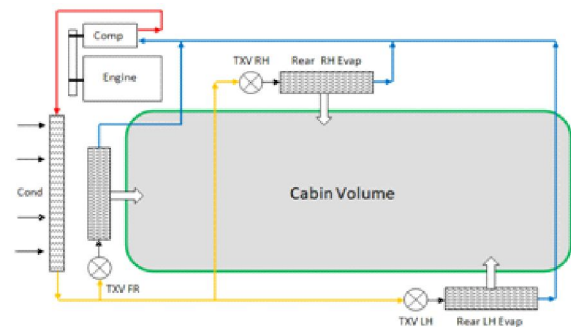 Comp
Engine
TXV RH
Rear RH Evap
Cond
Cabin Volume
TXV FR
TXV LH
Rear LH Evap